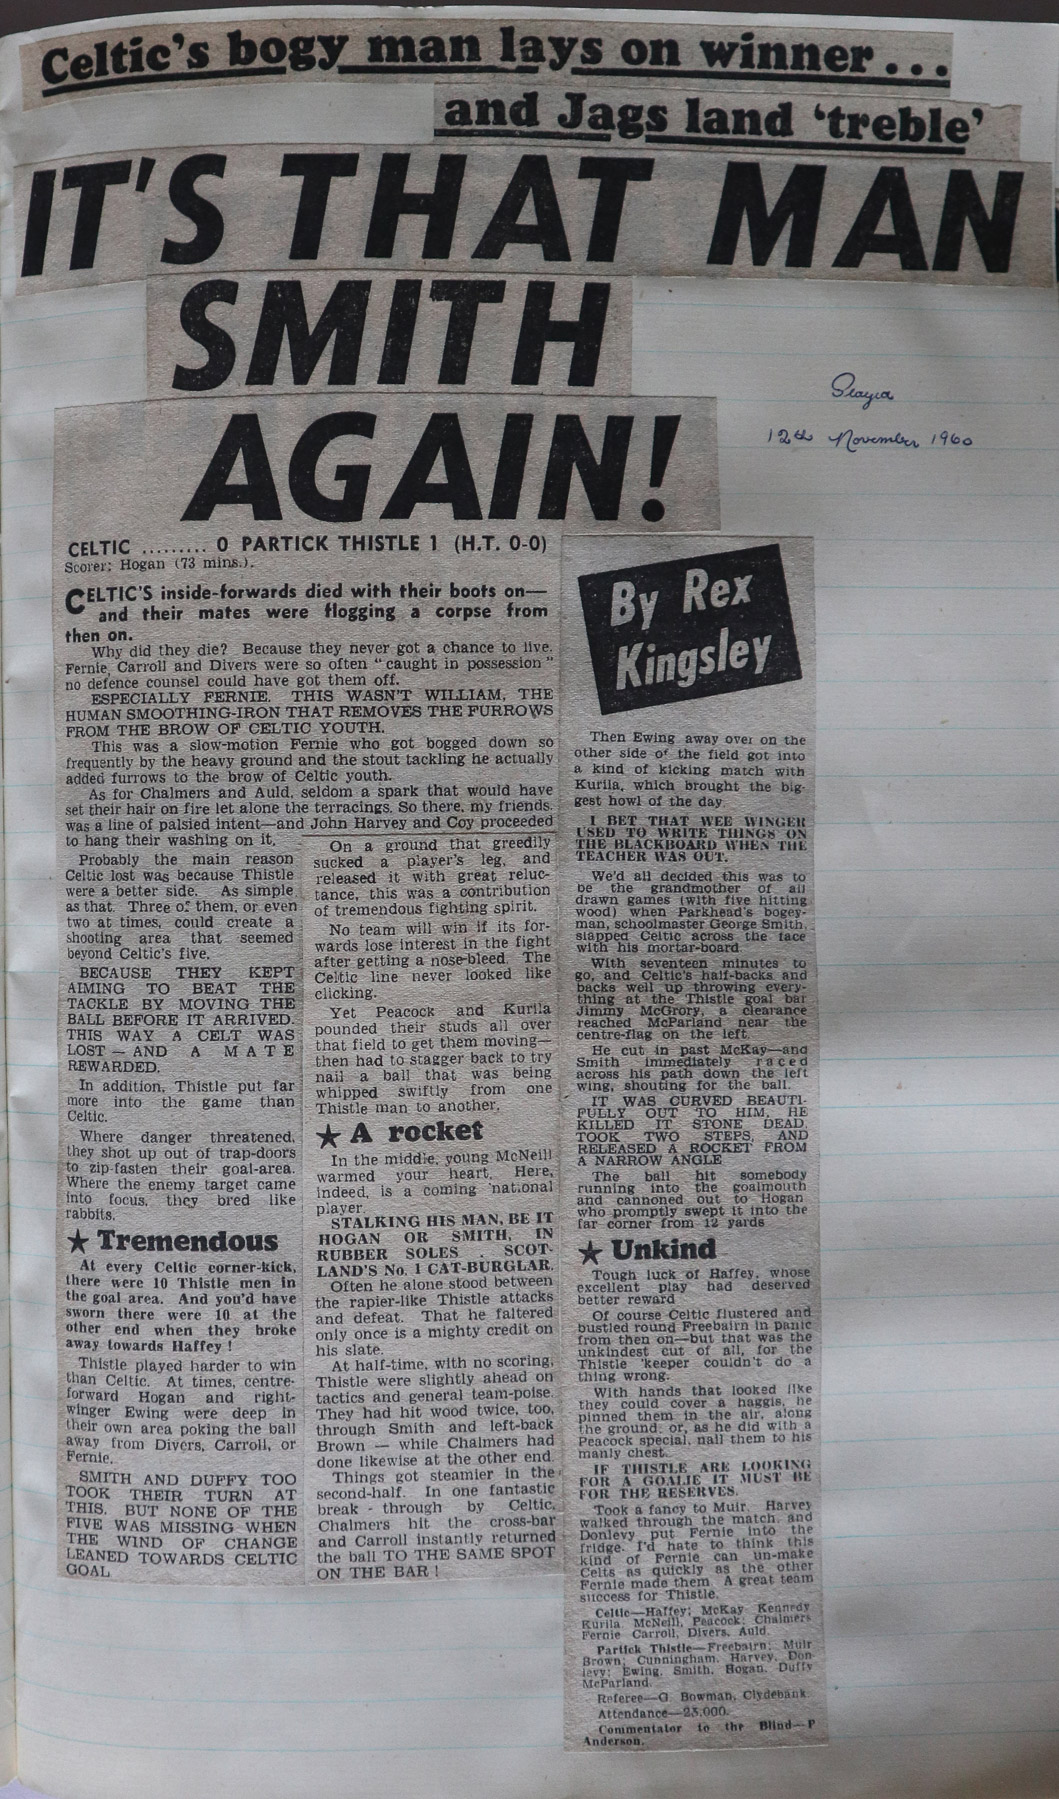 Celtic's bogy man lays on winner...
and Jags land 'treble'
IT'S THAT MAN
SMITH
AGAIN!
12th November 1960
CELTIC ......... 0 PARTICK THISTLE 1 (H.T. 0-0)
Scorer: Hogan (73 mins.).
CELTIC'S inside-forwards died with their boots on—
and their mates were flogging a corpse from
then on.
Why did they die? Because they never got a chance to live.
Fernie, Carroll and Divers were so often "caught in possession"
no defence counsel could have got them off.
ESPECIALLY FERNIE. THIS WASN'T WILLIAM, THE
HUMAN SMOOTHING-IRON THAT REMOVES THE FURROWS
FROM THE BROW OF CELTIC YOUTH.
This was a slow-motion Fernie who got bogged down so
frequently by the heavy ground and the stout tackling he actually
added furrows to the brow of Celtic youth.
As for Chalmers and Auld, seldom a spark that would have
set their hair on fire let alone the terracings. So there, my friends,
was a line of palsied intent—and John Harvey and Coy proceeded
to hang their washing on it.
Probably the main reason
Celtic lost was because Thistle
were a better side. As simple
as that. Three of them, or even
two at times, could create a
shooting area that seemed
beyond Celtic's five.
BECAUSE THEY KEPT
AIMING TO BEAT THE
TACKLE BY MOVING THE
BALL BEFORE IT ARRIVED.
THIS WAY A CELT WAS
LOST — AND A MATE
REWARDED.
In addition, Thistle put far
more into the game than
Celtic.
Where danger threatened,
they shot up out of trap-doors
to zip-fasten their goal-area.
Where the enemy target came
into focus, they bred like
rabbits.
★ Tremendous
At every Celtic corner-kick,
there were 10 Thistle men in
the goal area. And you'd have
sworn there were 10 at the
other end when they broke
away towards Haffey!
Thistle played harder to win
than Celtic. At times, centre-
forward Hogan and right-
winger Ewing were deep in
their own area poking the ball
away from Divers, Carroll, or
Fernie.
SMITH AND DUFFY TOO
TOOK THEIR TURN AT
THIS. BUT NONE OF THE
FIVE WAS MISSING WHEN
THE WIND OF CHANGE
LEANED TOWARDS CELTIC
GOAL
On a ground that greedily
sucked a player's leg, and
released it with great reluc-
tance, this was a contribution
of tremendous fighting spirit.
No team will win if its for-
wards lose interest in the fight
after getting a nose-bleed. The
Celtic line never looked like
clicking.
Yet Peacock and Kurila
pounded their studs all over
that field to get them moving—
then had to stagger back to try
nail a ball that was being
whipped swiftly from one
Thistle man to another.
★ A rocket
In the middle, young McNeill
warmed your heart. Here,
indeed, is a coming national
player.
STALKING HIS MAN, BE IT
HOGAN OR SMITH, IN
RUBBER SOLES . SCOT-
LAND'S No. 1 CAT-BURGLAR.
Often he alone stood between
the rapier-like Thistle attacks
and defeat. That he faltered
only once is a mighty credit on
his slate.
At half-time, with no scoring,
Thistle were slightly ahead on
tactics and general team-poise.
They had hit wood twice, too,
through Smith and left-back
Brown — while Chalmers had
done likewise at the other end.
Things got steamier in the
second-half. In one fantastic
break-through by Celtic,
Chalmers hit the cross-bar
and Carroll instantly returned
the ball TO THE SAME SPOT
ON THE BAR!
By Rex
Kingsley
Then Ewing away over on the
other side of the field got into
a kind of kicking match with
Kurila, which brought the big-
gest howl of the day.
I BET THAT WEE WINGER
USED TO WRITE THINGS ON
THE BLACKBOARD WHEN THE
TEACHER WAS OUT.
We'd all decided this was to
be the grandmother of all
drawn games (with five hitting
wood) when Parkhead's bogey-
man, schoolmaster George Smith,
slapped Celtic across the face
with his mortar-board.
With seventeen minutes to
go, and Celtic's half-backs and
backs well up throwing every-
thing at the Thistle goal bar
Jimmy McGrory, a clearance
reached McParland near the
centre-flag on the left.
He cut in past McKay—and
Smith immediately raced
across his path down the left
wing, shouting for the ball.
IT WAS CURVED BEAUTI-
FULLY OUT TO HIM. HE
KILLED IT STONE DEAD,
TOOK TWO STEPS, AND
RELEASED A ROCKET FROM
A NARROW ANGLE
The ball hit somebody
running into the goalmouth
and cannoned out to Hogan
who promptly swept it into the
far corner from 12 yards
★ Unkind
Tough luck of Haffey, whose
excellent play had deserved
better reward
Of course Celtic flustered and
bustled round Freebairn in panic
from then on—but that was the
unkindest cut of all, for the
Thistle 'keeper couldn't do a
thing wrong.
With hands that looked like
they could cover a haggis, he
pinned them in the air, along
the ground, or, as he did with a
Peacock special, nail them to his
manly chest.
IF THISTLE ARE LOOKING
FOR A GOALIE IT MUST BE
FOR THE RESERVES.
Took a fancy to Muir. Harvey
walked through the match, and
Donlevy put Fernie into the
fridge. I'd hate to think this
kind of Fernie can un-make
Celts as quickly as the other
Fernie made them. A great team
success for Thistle.
Celtic—Haffey; McKay Kennedy
Kurila McNeill, Peacock; Chalmers
Fernie Carroll, Divers, Auld.
Partick Thistle—Freebairn; Muir
Brown; Cunningham, Harvey, Don-
levy; Ewing, Smith, Hogan, Duffy
McParland.
Referee—G. Bowman, Clydebank.
Attendance—23,000.
Commentator to the Blind—P
Anderson.